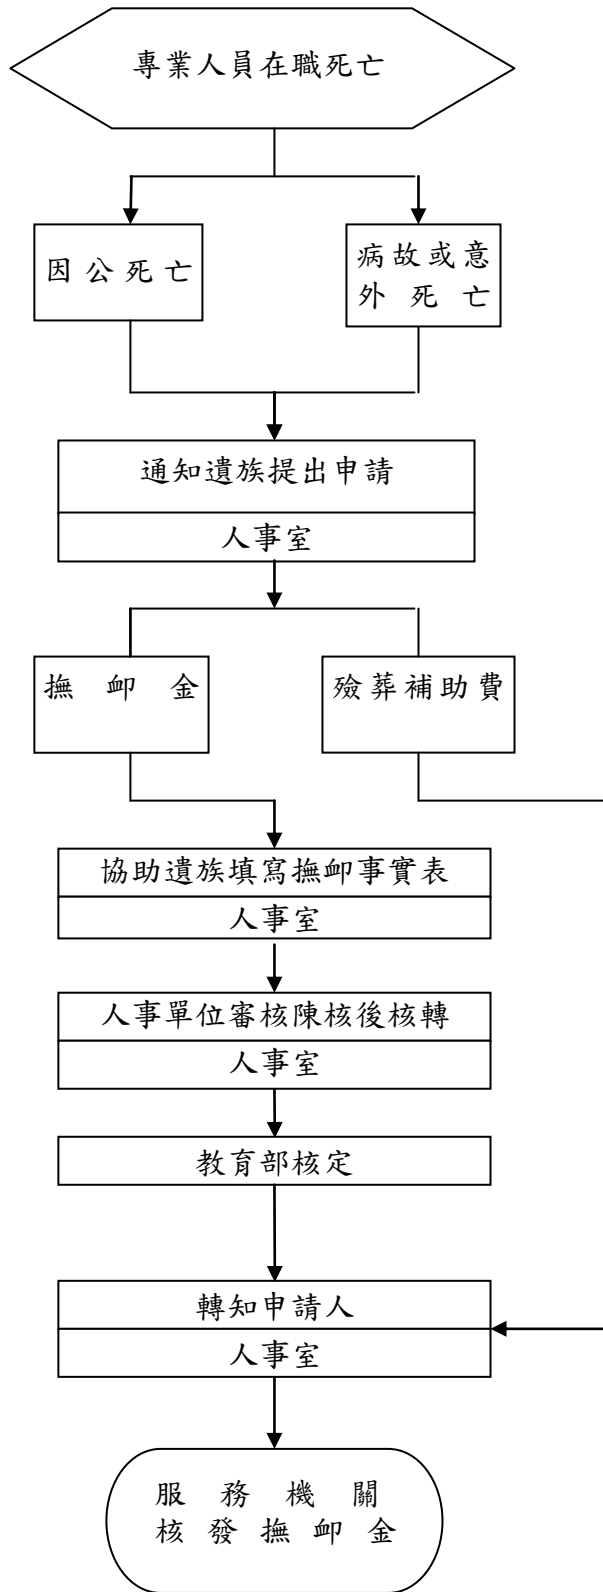 專業人員在職死亡
因公死亡
病故或意
外死亡
通知遺族提出申請
人事室
撫卹金
殮葬補助費
協助遺族填寫撫卹事實表
人事室
人事單位審核陳核後核轉
人事室
教育部核定
轉知申請人
人事室
服務機關
核發撫卹金